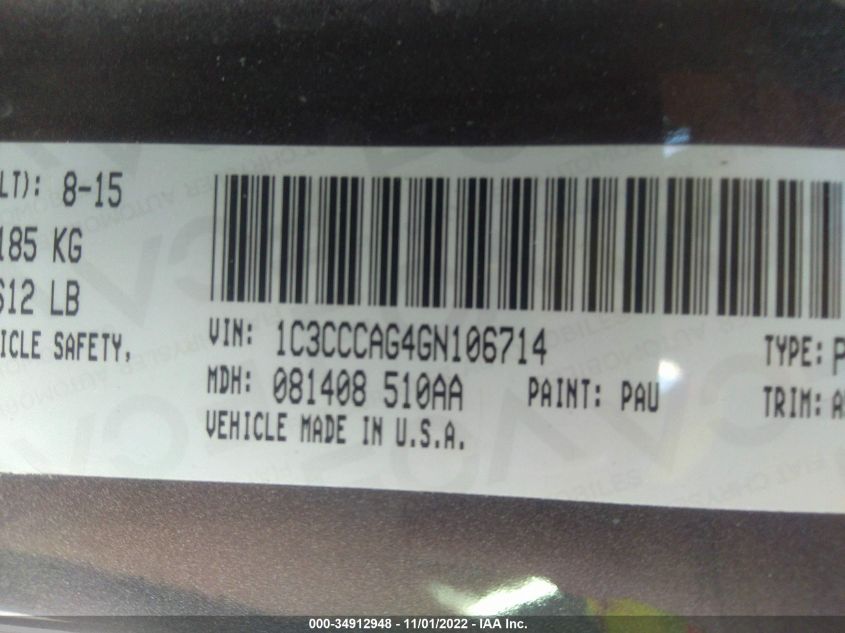 LT): 8-15
185 KG
612 LB
ICLE SAFETY,
VIN: 1C3CCCAG4GN106714
TYPE: P
MDH: 081408 510AA
PAINT: PAU
TRIM: A
VEHICLE MADE IN U.S.A.
000-34912948 - 11/01/2022 - IAA Inc.